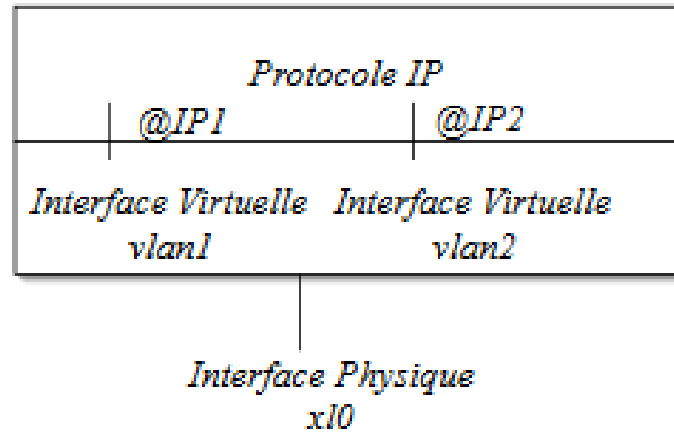 Protocole IP
@IP1 @IP2
Interface Virtuelle Interface Virtuelle
vlan1 vlan2
Interface Physique
xl0